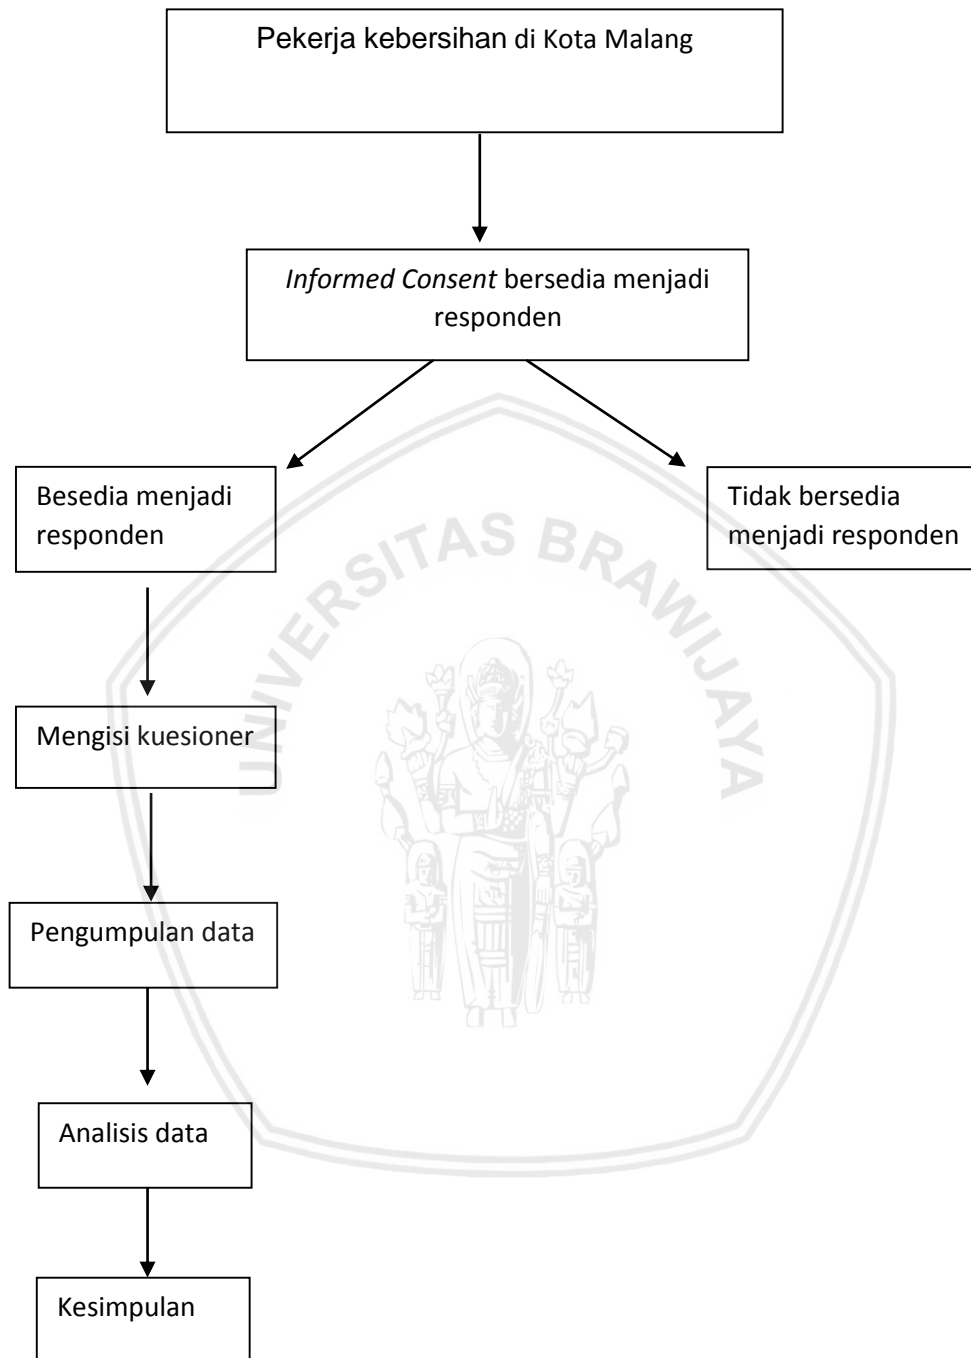 Pekerja kebersihan di Kota Malang
Informed Consent bersedia menjadi
responden
Besedia menjadi
responden
Tidak bersedia
menjadi responden
UNIVERSITAS BRAWIJAYA
Mengisi kuesioner
Pengumpulan data
Analisis data
Kesimpulan